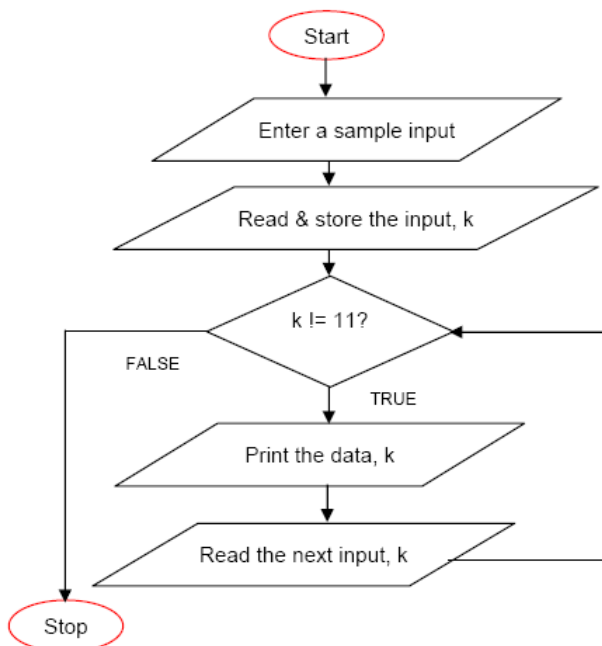 Start
Enter a sample input
Read & store the input, k
k != 11?
FALSE
TRUE
Print the data, k
Read the next input, k
Stop